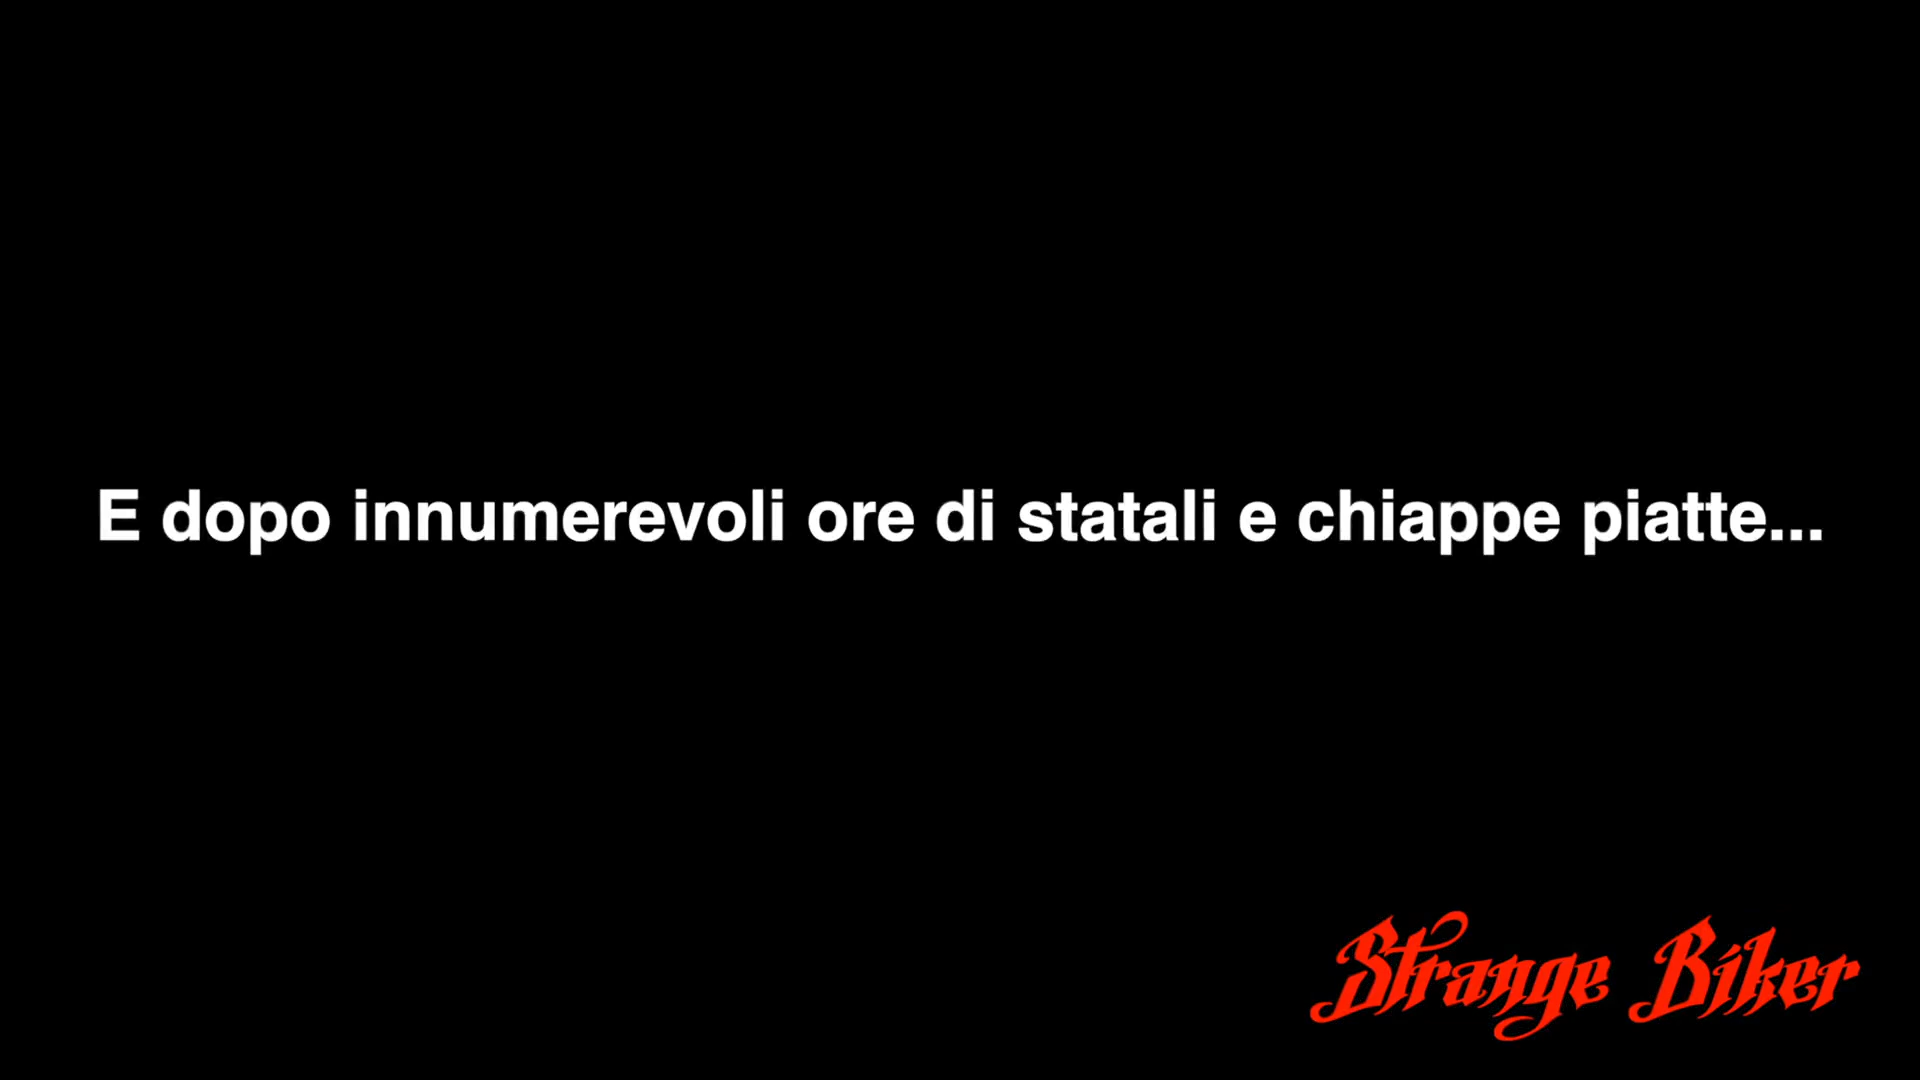 E dopo innumerevoli ore di statali e chiappe piatte...
Strange Biker